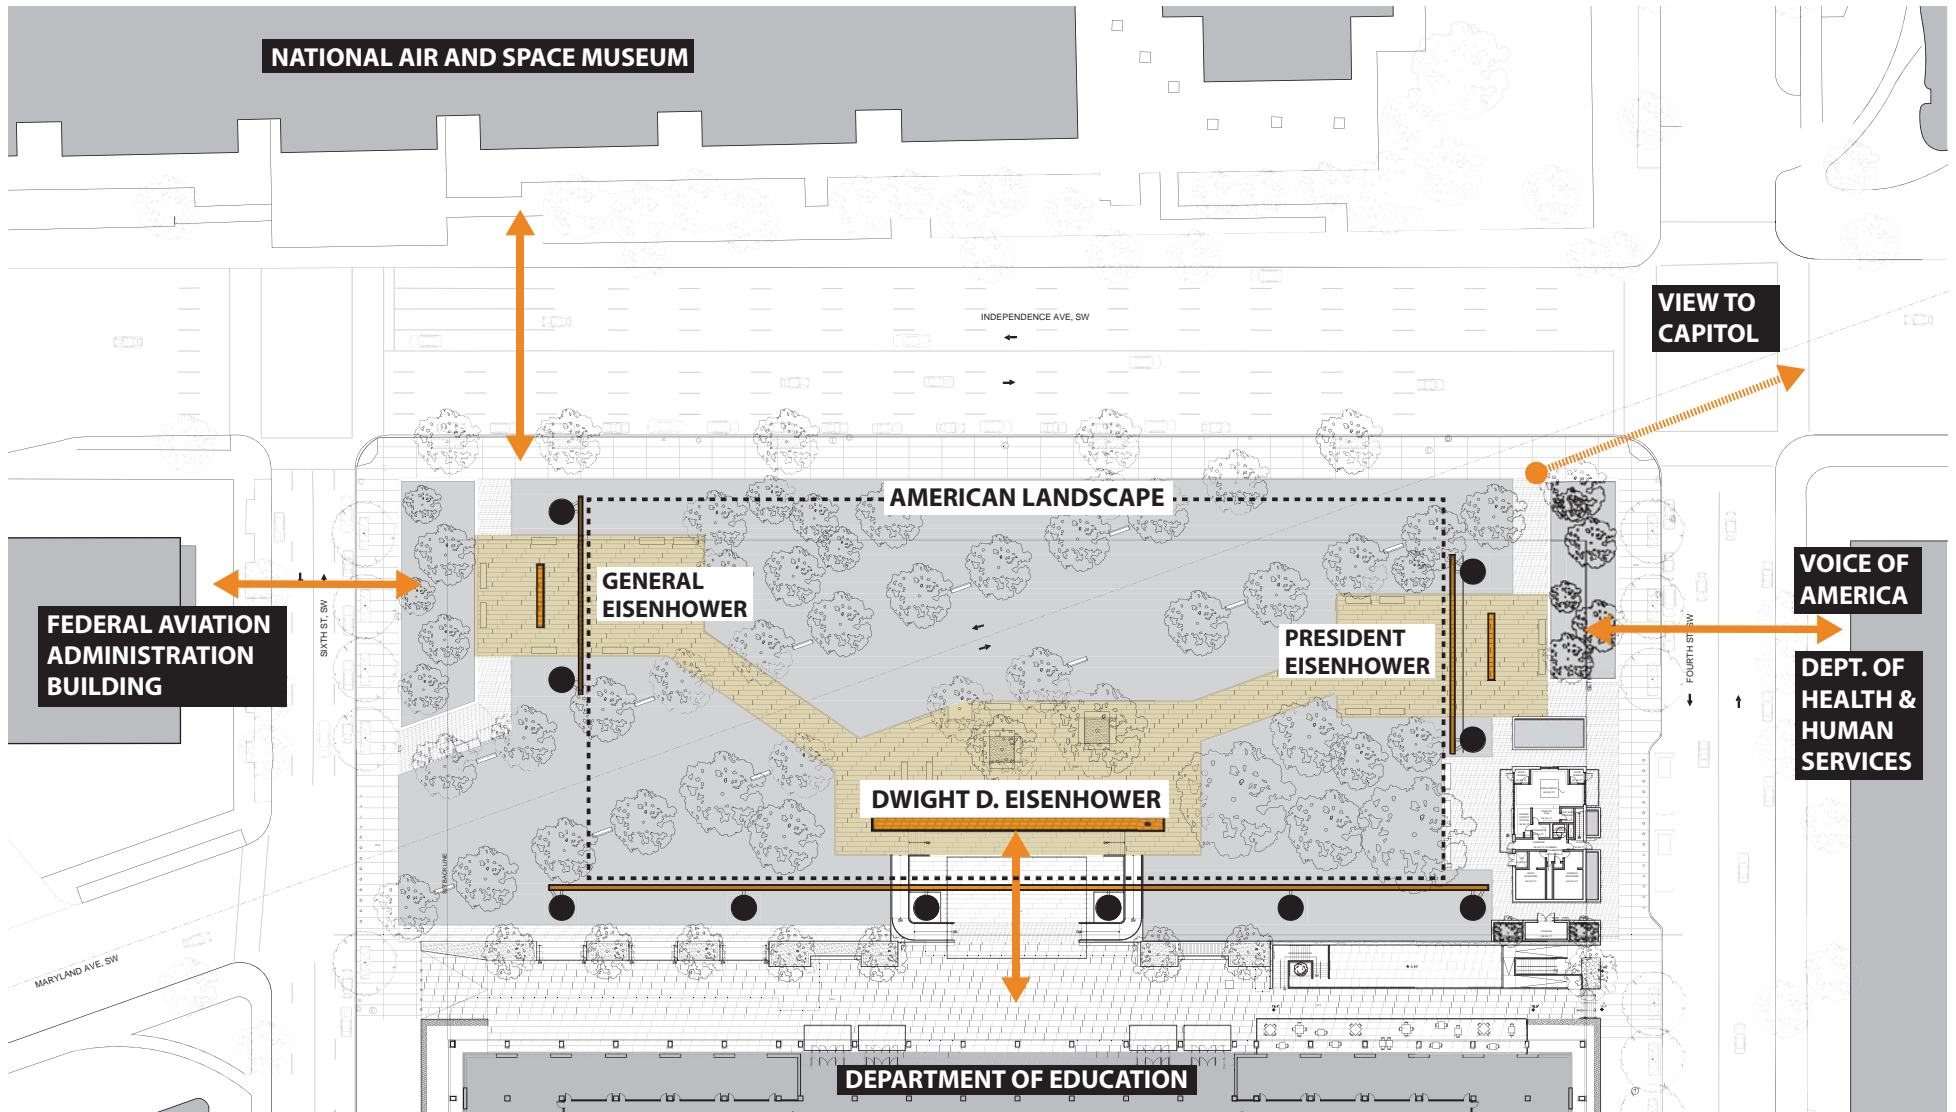 NATIONAL AIR AND SPACE MUSEUM
INDEPENDENCE AVE, SW
VIEW TO
CAPITOL
AMERICAN LANDSCAPE
GENERAL
EISENHOWER
PRESIDENT
EISENHOWER
VOICE OF
AMERICA
FEDERAL AVIATION
ADMINISTRATION
BUILDING
SIXTH ST, SW
FOURTH ST, SW
DEPT. OF
HEALTH &
HUMAN
SERVICES
DWIGHT D. EISENHOWER
SETBACK LINE
MARYLAND AVE, SW
DEPARTMENT OF EDUCATION